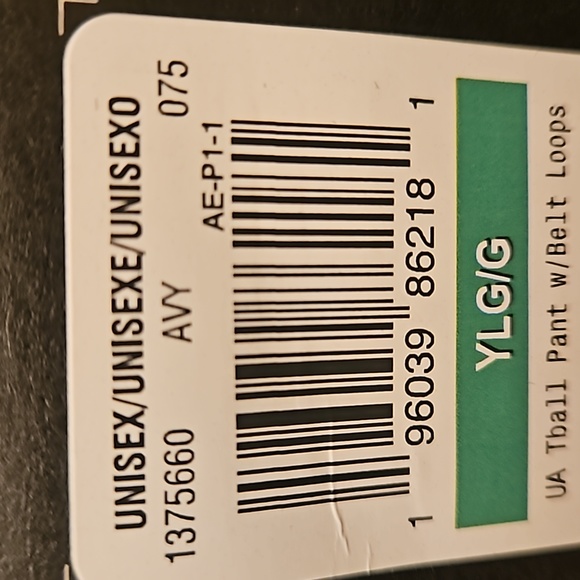 UNISEX/UNISEXE/UNISEXO
1375660 AVY 075
AE-P1-1
1 96039 86218 1
YLG/G
UA Tball Pant w/Belt Loops